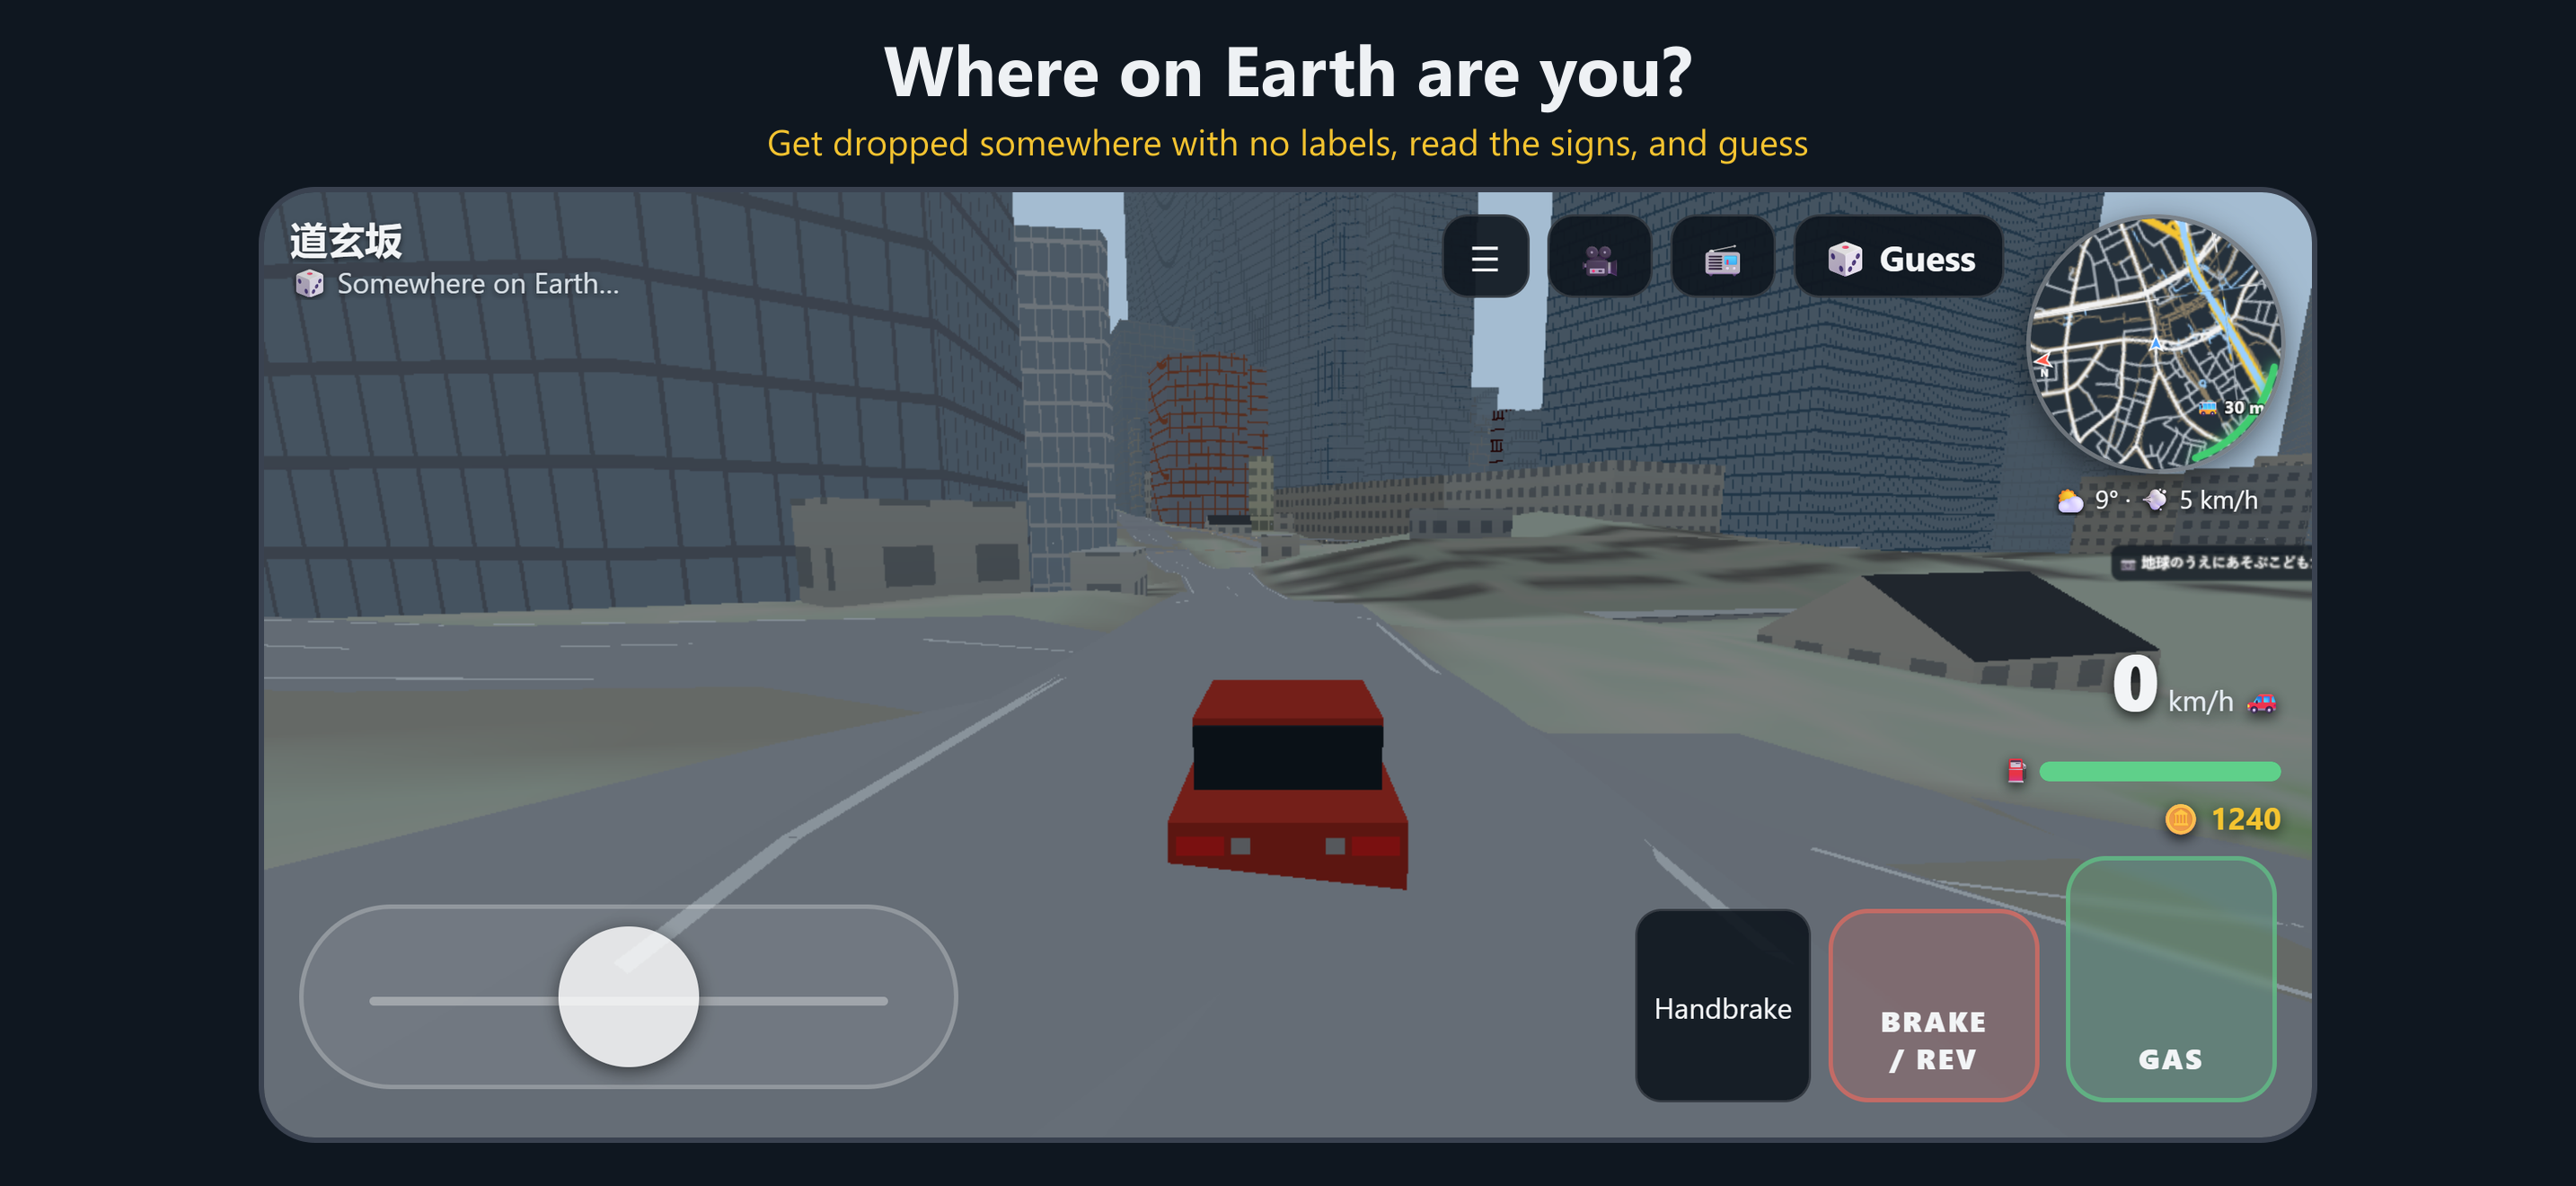 Where on Earth are you?
Get dropped somewhere with no labels, read the signs, and guess
道玄坂
Somewhere on Earth...
Guess
N
30 m
9° · 5 km/h
地球のうえにあそぶこども
0 km/h
1240
Handbrake
BRAKE
/ REV
GAS